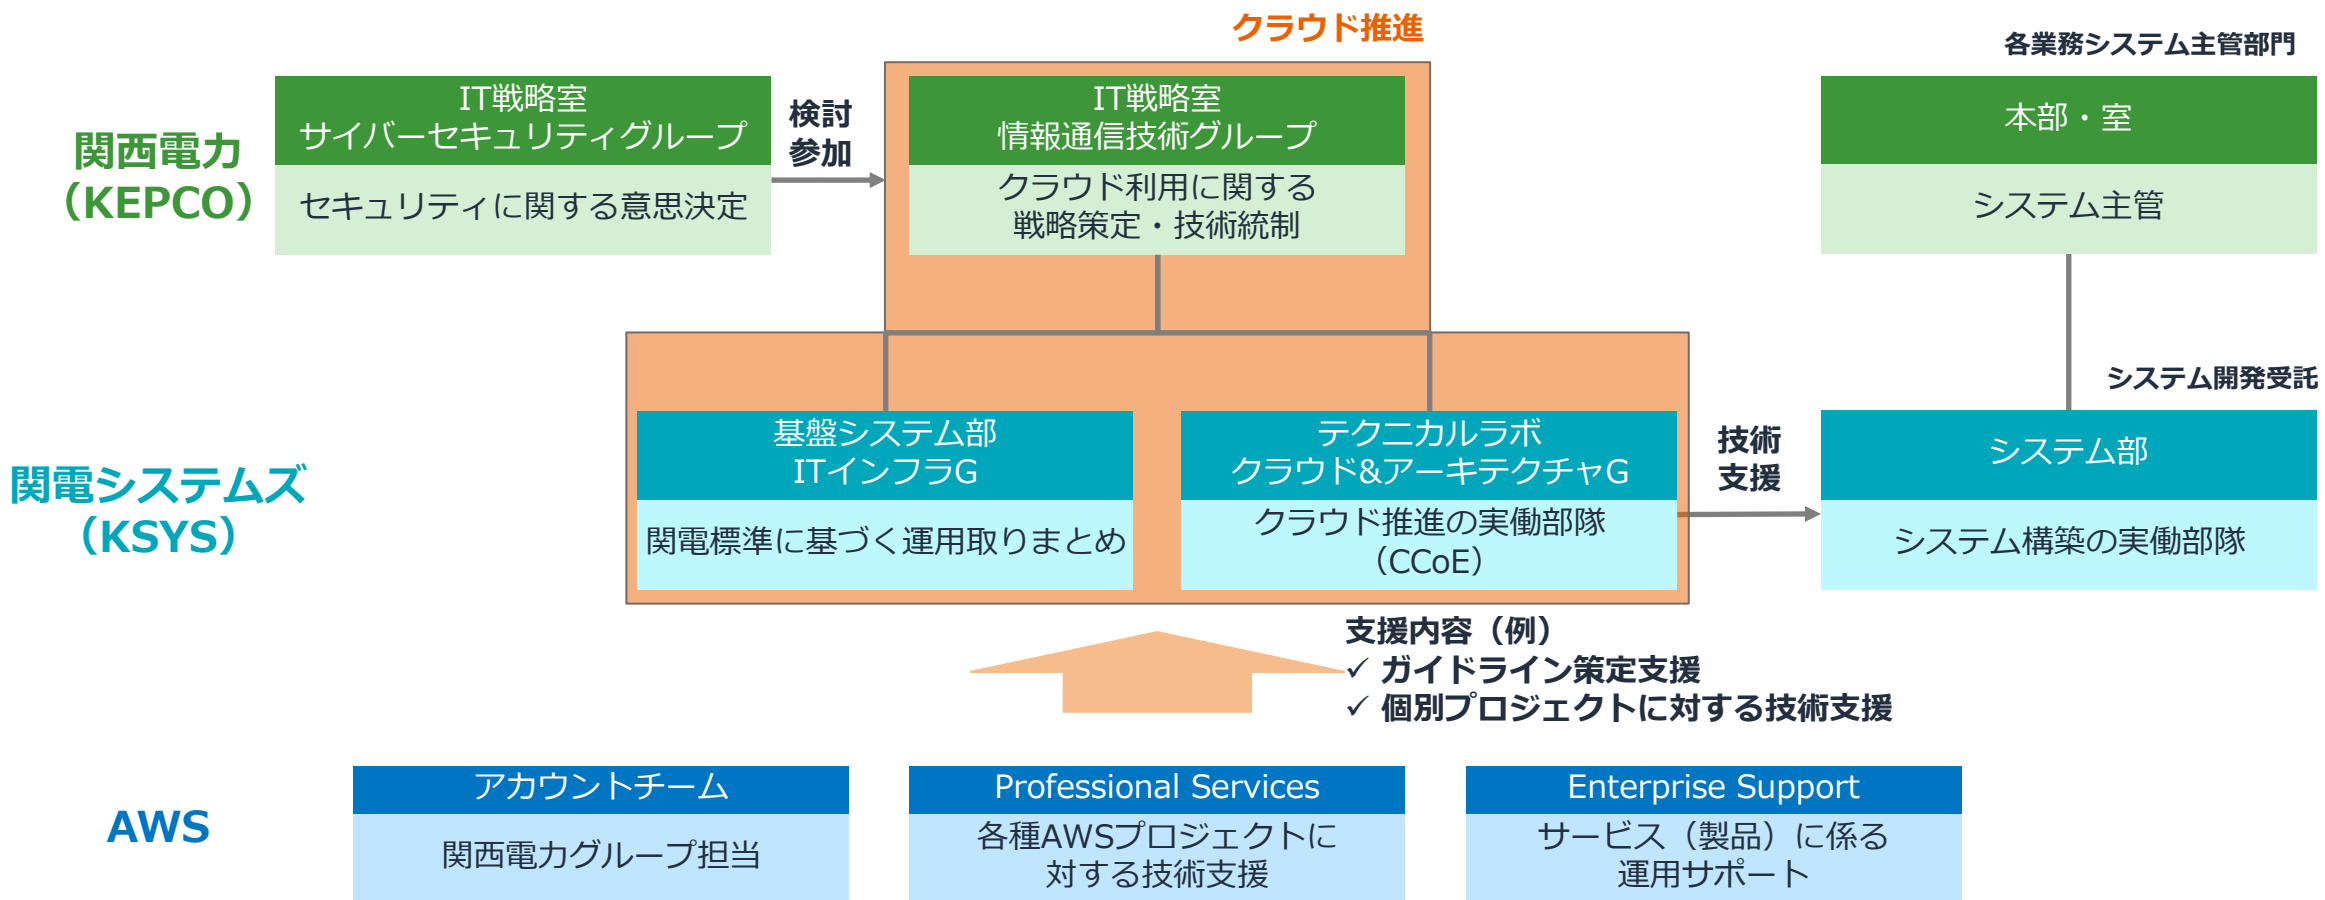 クラウド推進
各業務システム主管部門
関西電力
（KEPCO）
IT戦略室
サイバーセキュリティグループ
セキュリティに関する意思決定
検討
参加
IT戦略室
情報通信技術グループ
クラウド利用に関する
戦略策定・技術統制
本部・室
システム主管
システム開発受託
関電システムズ
（KSYS）
基盤システム部
ITインフラG
関電標準に基づく運用取りまとめ
テクニカルラボ
クラウド&アーキテクチャG
クラウド推進の実働部隊
（CCoE）
技術
支援
システム部
システム構築の実働部隊
支援内容（例）
✓ ガイドライン策定支援
✓ 個別プロジェクトに対する技術支援
AWS
アカウントチーム
関西電力グループ担当
Professional Services
各種AWSプロジェクトに
対する技術支援
Enterprise Support
サービス（製品）に係る
運用サポート